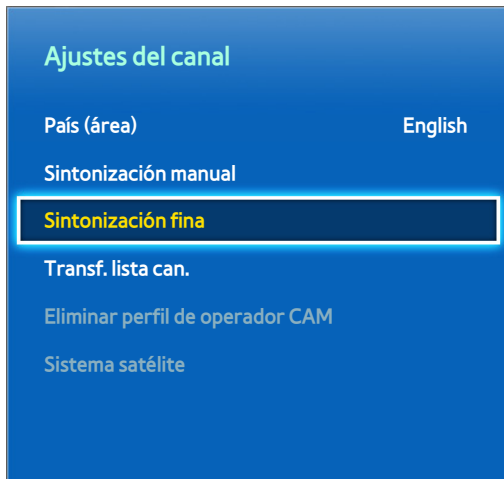 Ajustes del canal
País (área) English
Sintonización manual
Sintonización fina
Transf. lista can.
Eliminar perfil de operador CAM
Sistema satélite